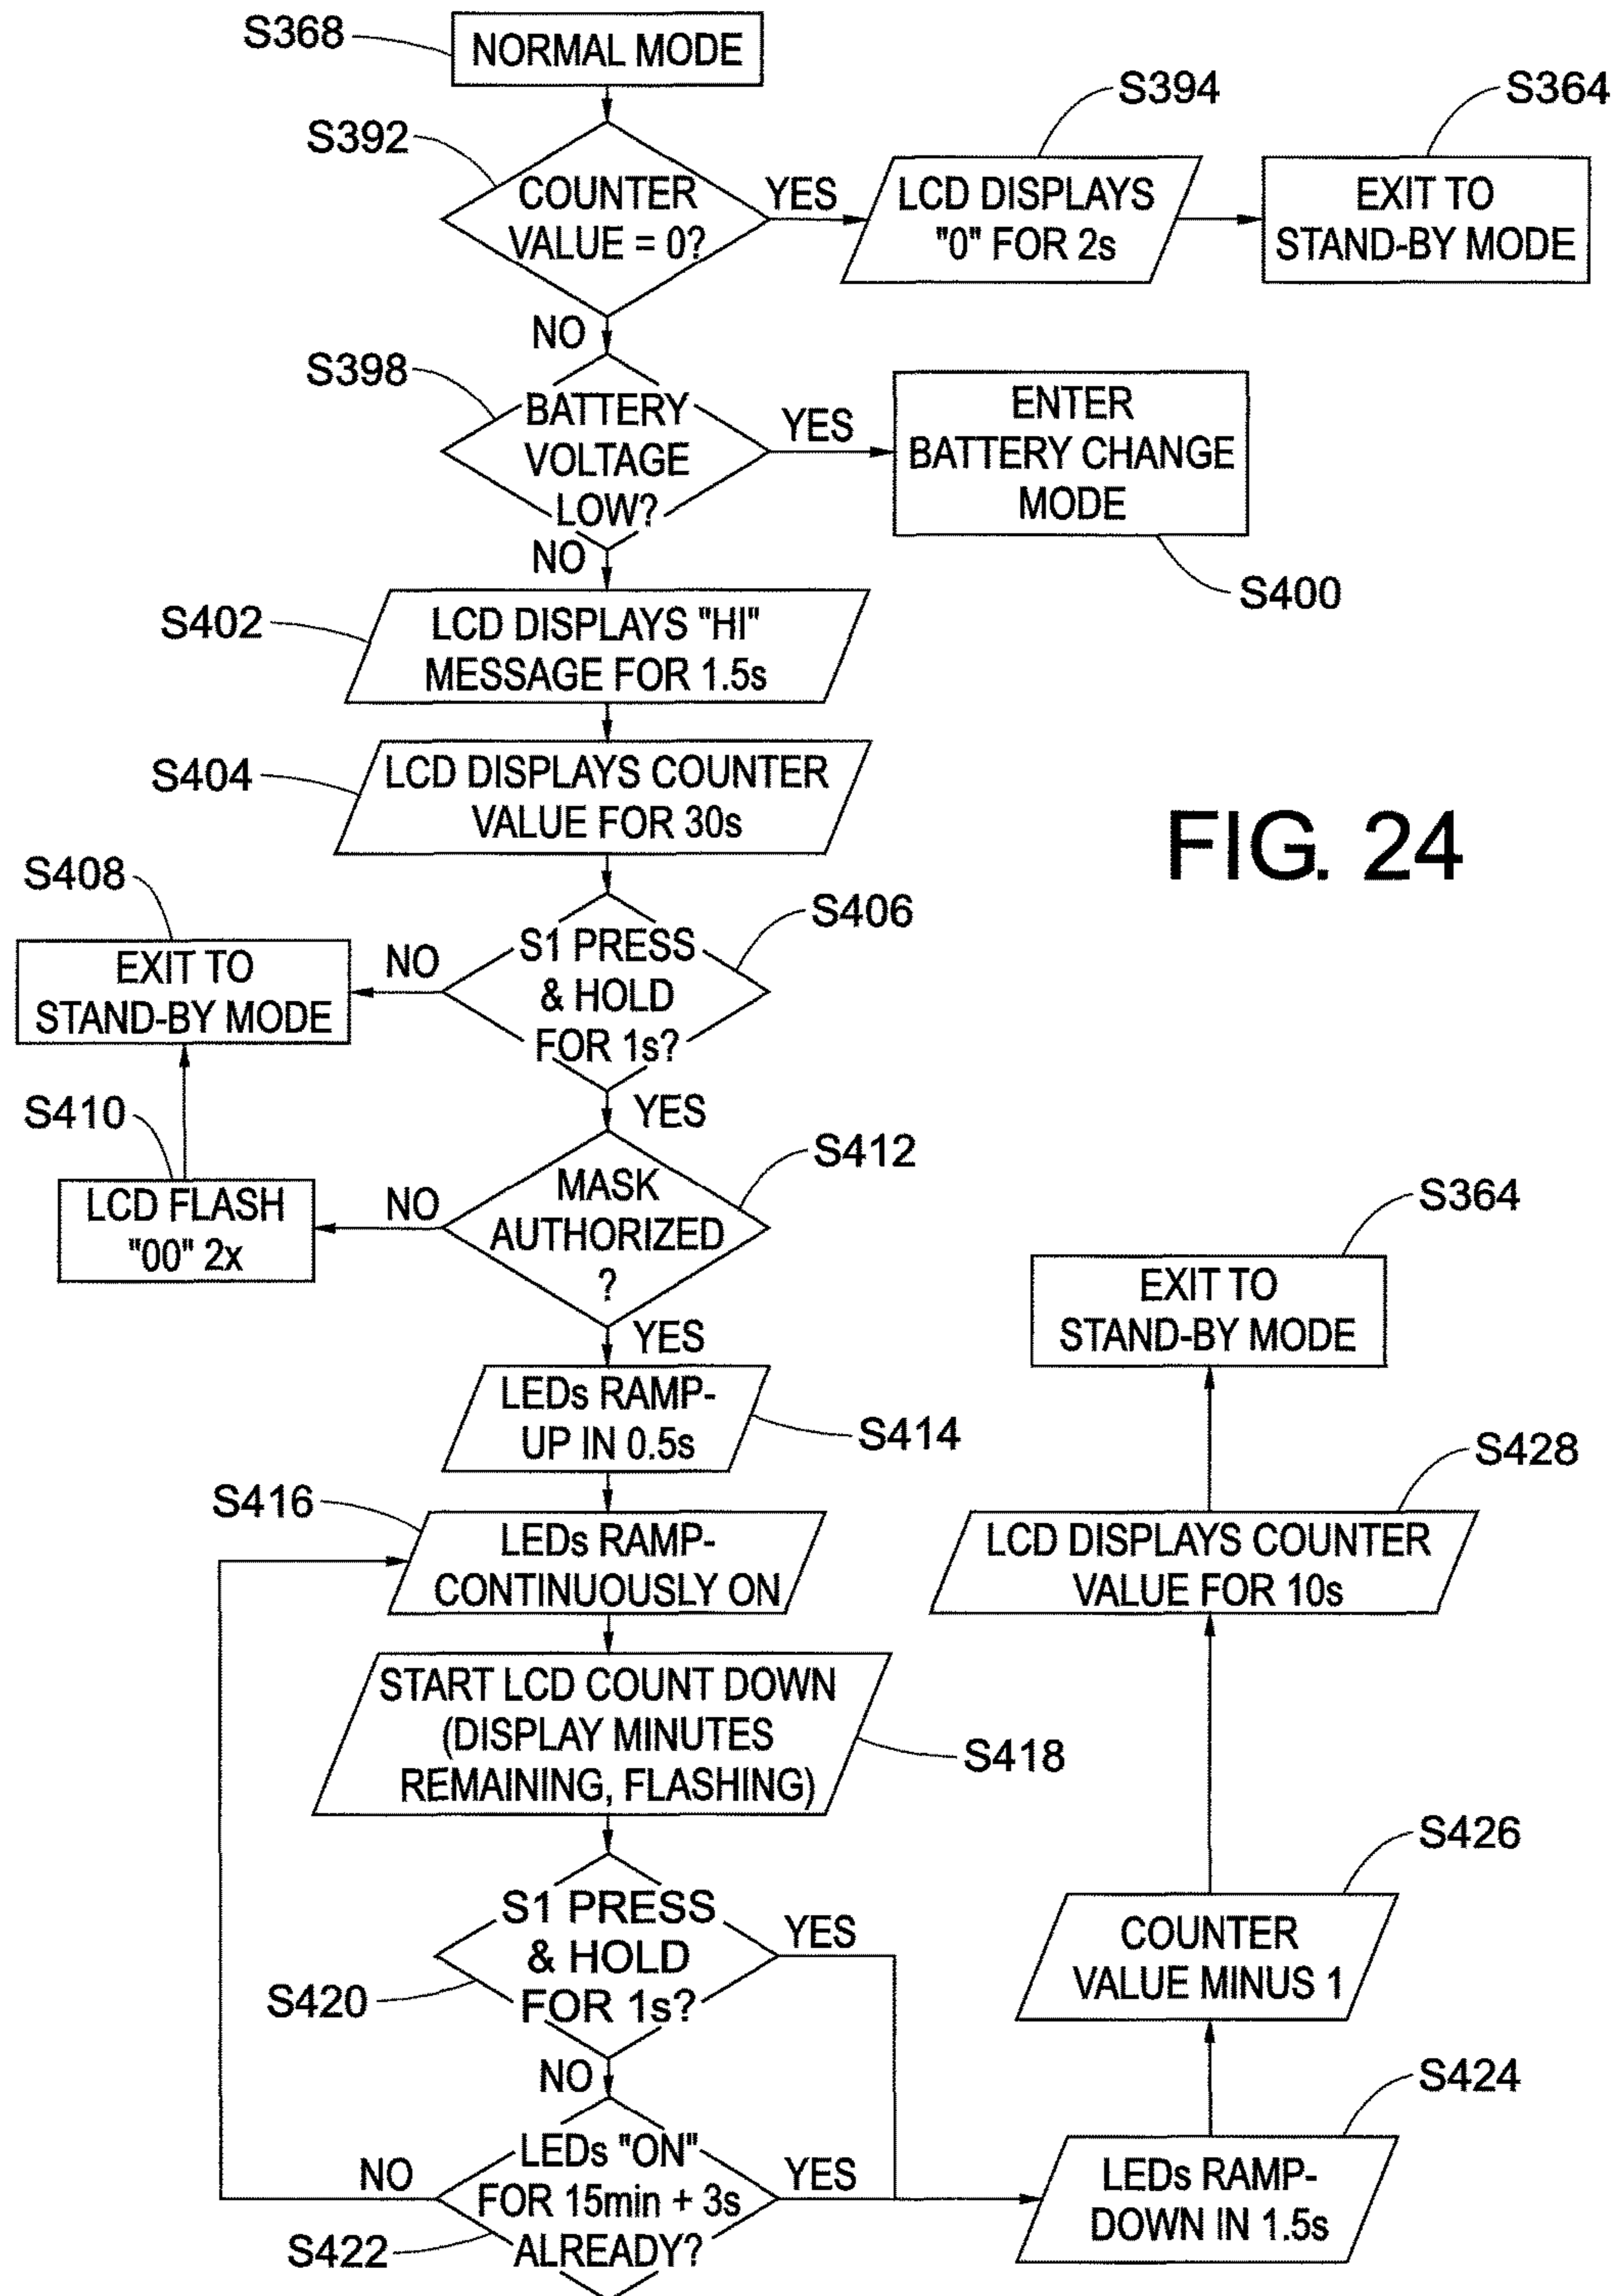 S368
NORMAL MODE
S394
S364
S392
COUNTER
VALUE = 0?
YES
LCD DISPLAYS
"0" FOR 2s
EXIT TO
STAND-BY MODE
NO
S398
BATTERY
VOLTAGE
LOW?
YES
ENTER
BATTERY CHANGE
MODE
NO
S400
S402
LCD DISPLAYS "HI"
MESSAGE FOR 1.5s
S404
LCD DISPLAYS COUNTER
VALUE FOR 30s
FIG. 24
S408
S406
EXIT TO
STAND-BY MODE
NO
S1 PRESS
& HOLD
FOR 1s?
S410
YES
S412
LCD FLASH
"00" 2x
NO
MASK
AUTHORIZED
?
S364
EXIT TO
STAND-BY MODE
YES
LEDs RAMP-
UP IN 0.5s
S414
S428
S416
LEDs RAMP-
CONTINUOUSLY ON
LCD DISPLAYS COUNTER
VALUE FOR 10s
START LCD COUNT DOWN
(DISPLAY MINUTES
REMAINING, FLASHING)
S418
S426
S1 PRESS
& HOLD
FOR 1s?
YES
S420
COUNTER
VALUE MINUS 1
NO
S424
NO
LEDs "ON"
FOR 15min + 3s
ALREADY?
YES
S422
LEDs RAMP-
DOWN IN 1.5s